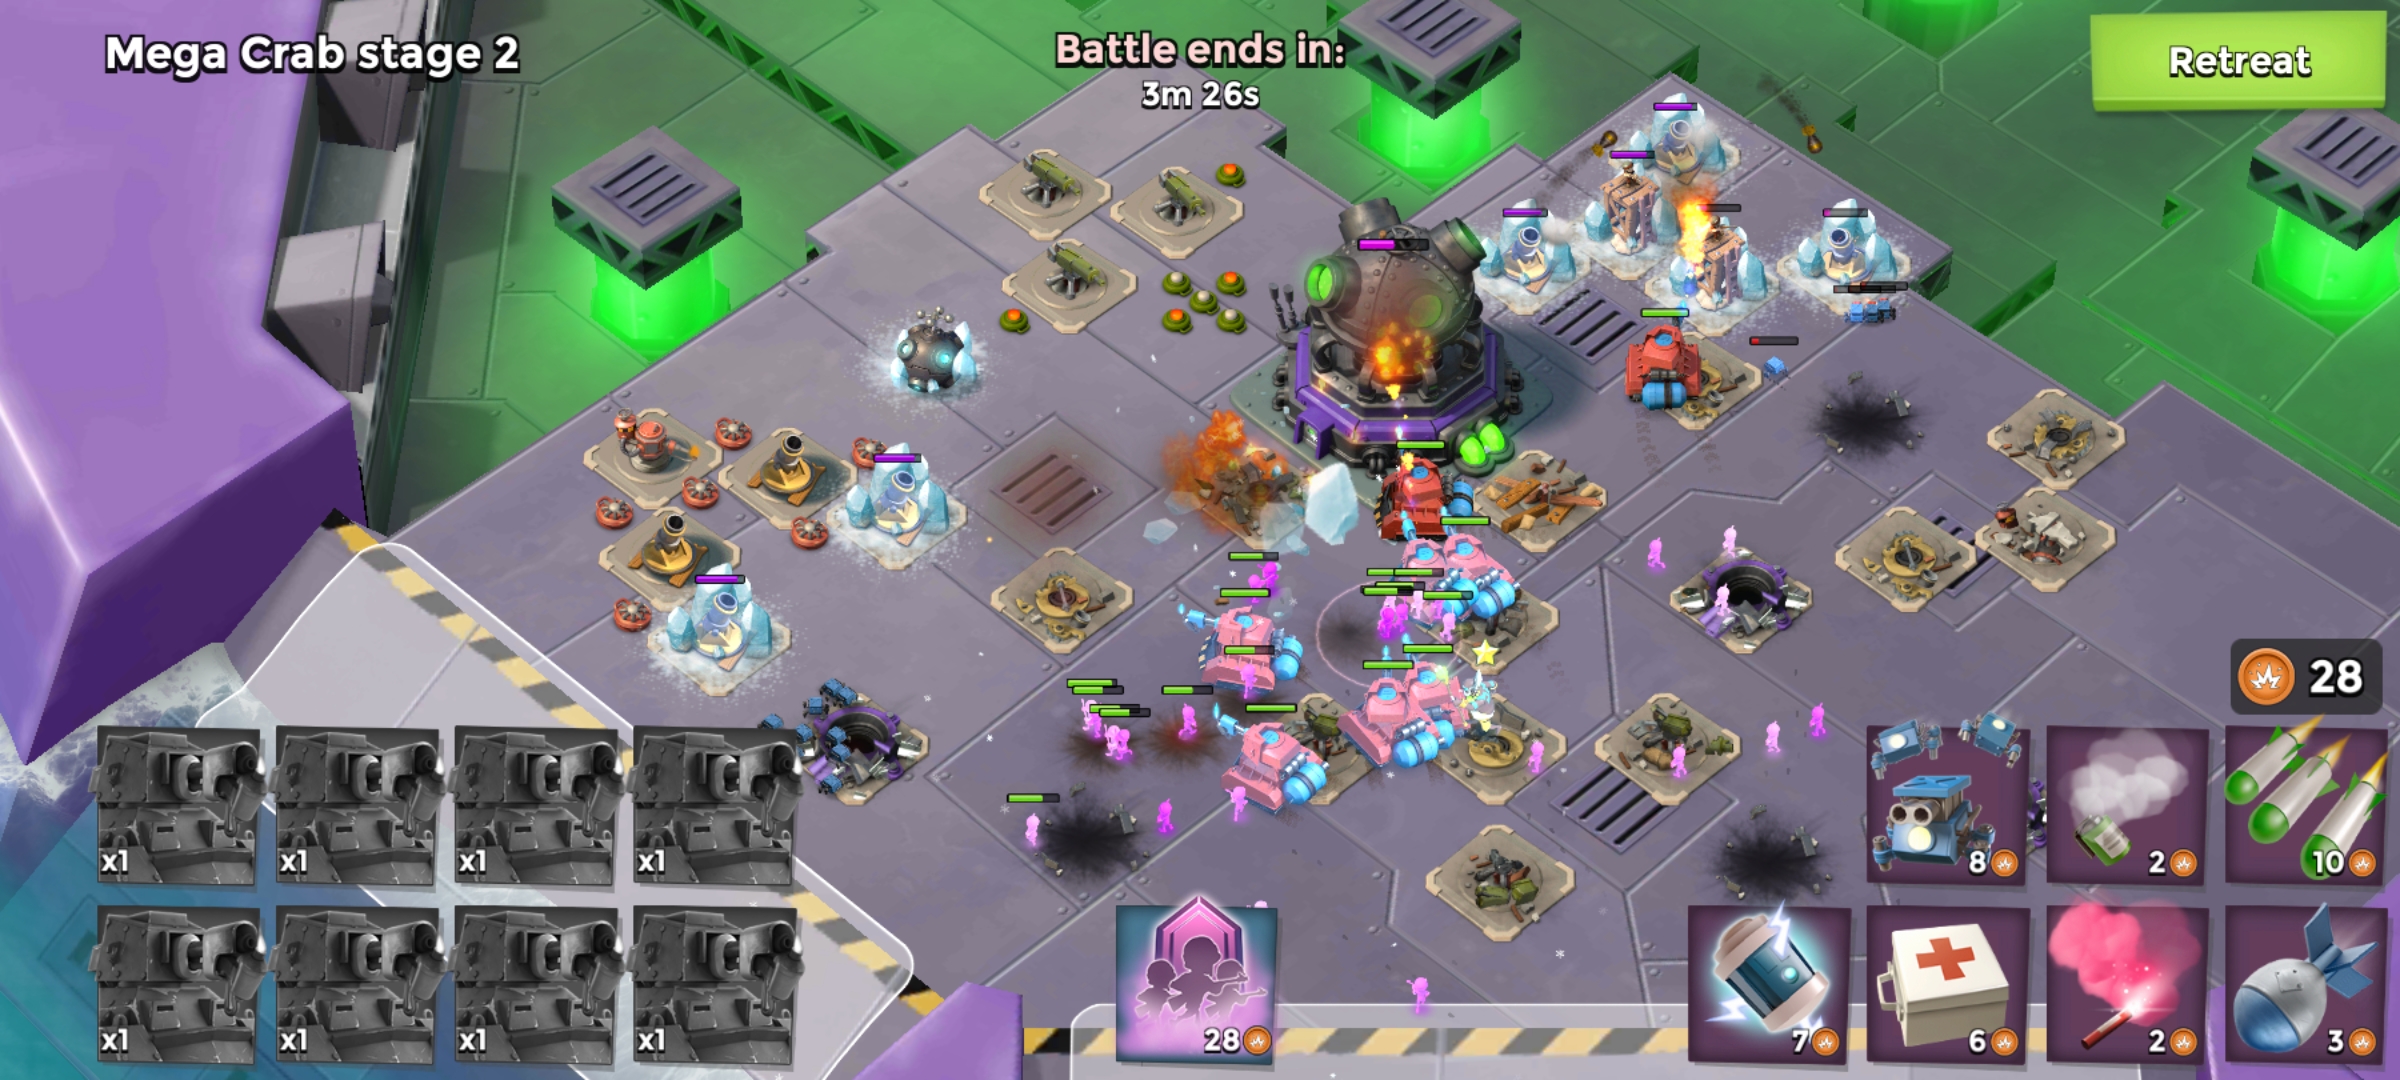 Mega Crab stage 2
Battle ends in:
3m 26s
Retreat
28
x1
x1
x1
x1
8
2
10
x1
x1
x1
x1
28
7
6
2
3